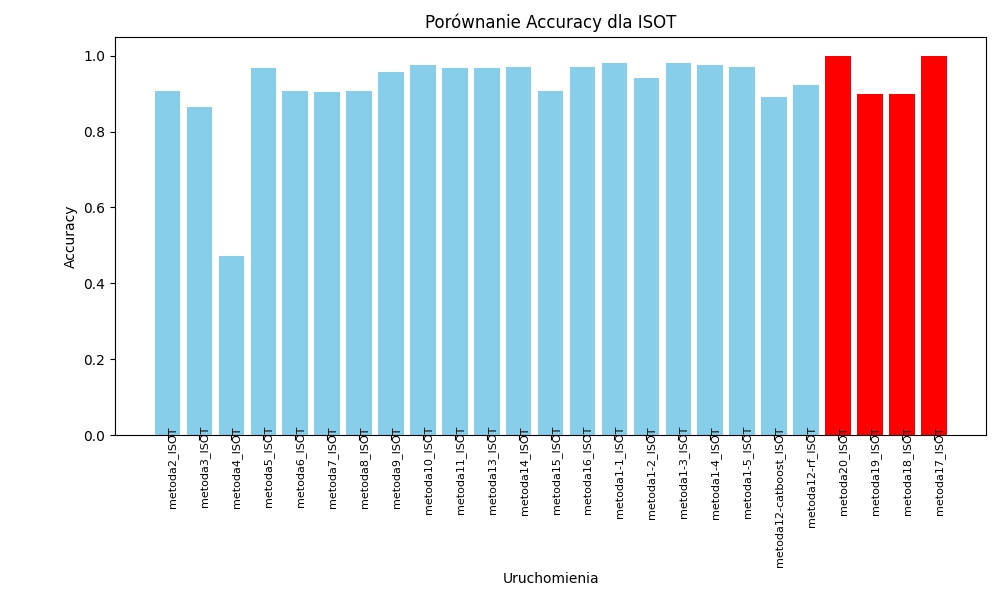 Porównanie Accuracy dla ISOT
Accuracy
1.0
0.8
0.6
0.4
0.2
0.0
metoda2_ISOT
metoda3_ISOT
metoda4_ISOT
metoda5_ISOT
metoda6_ISOT
metoda7_ISOT
metoda8_ISOT
metoda9_ISOT
metoda10_ISOT
metoda11_ISOT
metoda13_ISOT
metoda14_ISOT
metoda15_ISOT
metoda16_ISOT
metoda1-1_ISOT
metoda1-2_ISOT
metoda1-3_ISOT
metoda1-4_ISOT
metoda1-5_ISOT
metoda12-catboost_ISOT
metoda12-rf_ISOT
metoda20_ISOT
metoda19_ISOT
metoda18_ISOT
metoda17_ISOT
Uruchomienia